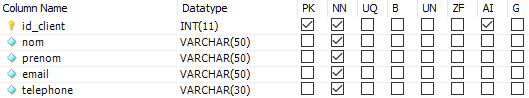 Column Name Datatype PK NN UQ B UN ZF AI G
id_client INT(11)
nom VARCHAR(50)
prenom VARCHAR(50)
email VARCHAR(50)
telephone VARCHAR(30)